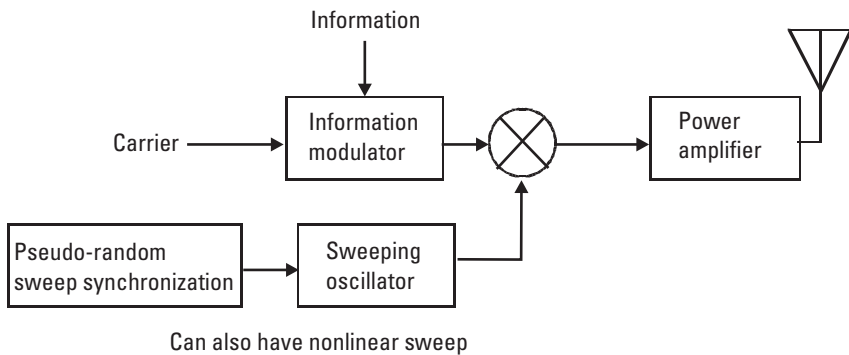 Information
Carrier
Information
modulator
Power
amplifier
Pseudo-random
sweep synchronization
Sweeping
oscillator
Can also have nonlinear sweep